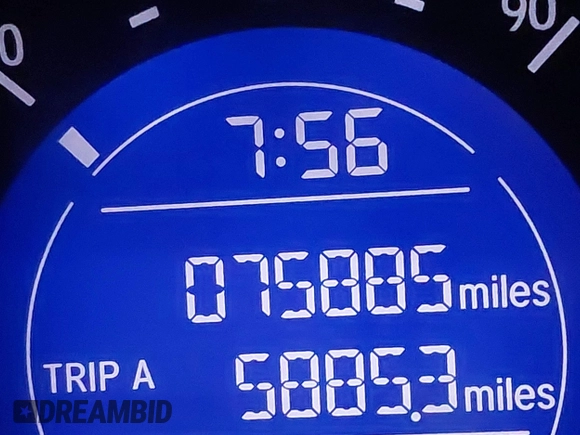 0
90
7:56
075885 miles
TRIP A 5885.3 miles
DREAMBID